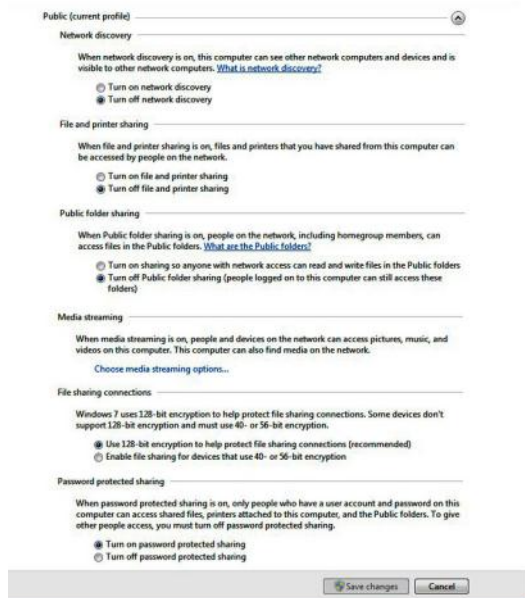 Public (current profile)
Network discovery
When network discovery is on, this computer can see other network computers and devices and is
visible to other network computers. What is network discovery?
Turn on network discovery
Turn off network discovery
File and printer sharing
When file and printer sharing is on, files and printers that you have shared from this computer can
be accessed by people on the network.
Turn on file and printer sharing
Turn off file and printer sharing
Public folder sharing
When Public folder sharing is on, people on the network, including homegroup members, can
access files in the Public folders. What are the Public folders?
Turn on sharing so anyone with network access can read and write files in the Public folders
Turn off Public folder sharing (people logged on to this computer can still access these
folders)
Media streaming
When media streaming is on, people and devices on the network can access pictures, music, and
videos on this computer. This computer can also find media on the network.
Choose media streaming options...
File sharing connections
Windows 7 uses 128-bit encryption to help protect file sharing connections. Some devices don't
support 128-bit encryption and must use 40- or 56-bit encryption.
Use 128-bit encryption to help protect file sharing connections (recommended)
Enable file sharing for devices that use 40- or 56-bit encryption
Password protected sharing
When password protected sharing is on, only people who have a user account and password on this
computer can access shared files, printers attached to this computer, and the Public folders. To give
other people access, you must turn off password protected sharing.
Turn on password protected sharing
Turn off password protected sharing
Save changes Cancel